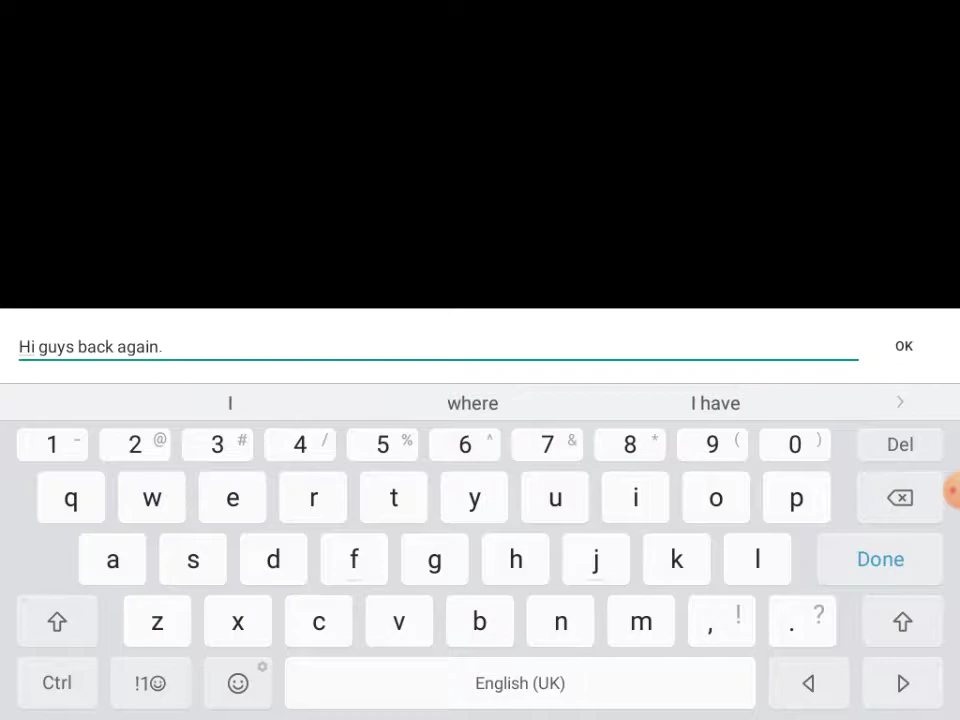 Hi guys back again.
OK
I where I have >
1 - 2 @ 3 # 4 / 5 % 6 ^ 7 & 8 * 9 ( 0 ) Del
q w e r t y u i o p
a s d f g h j k l Done
z x c v b n m , ! . ?
Ctrl !1☺ ☺ English (UK)